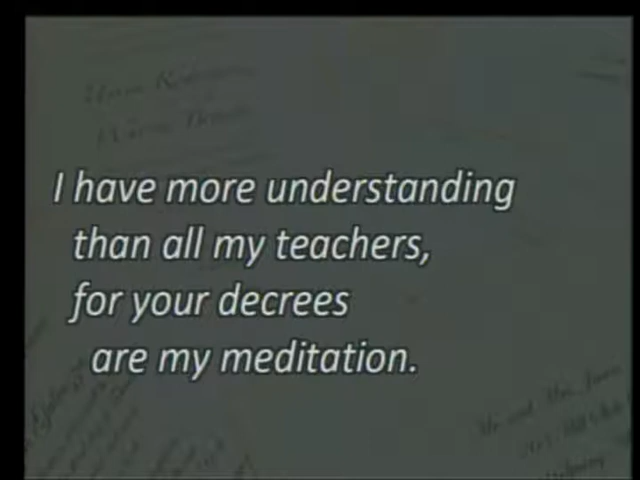 I have more understanding
than all my teachers,
for your decrees
are my meditation.